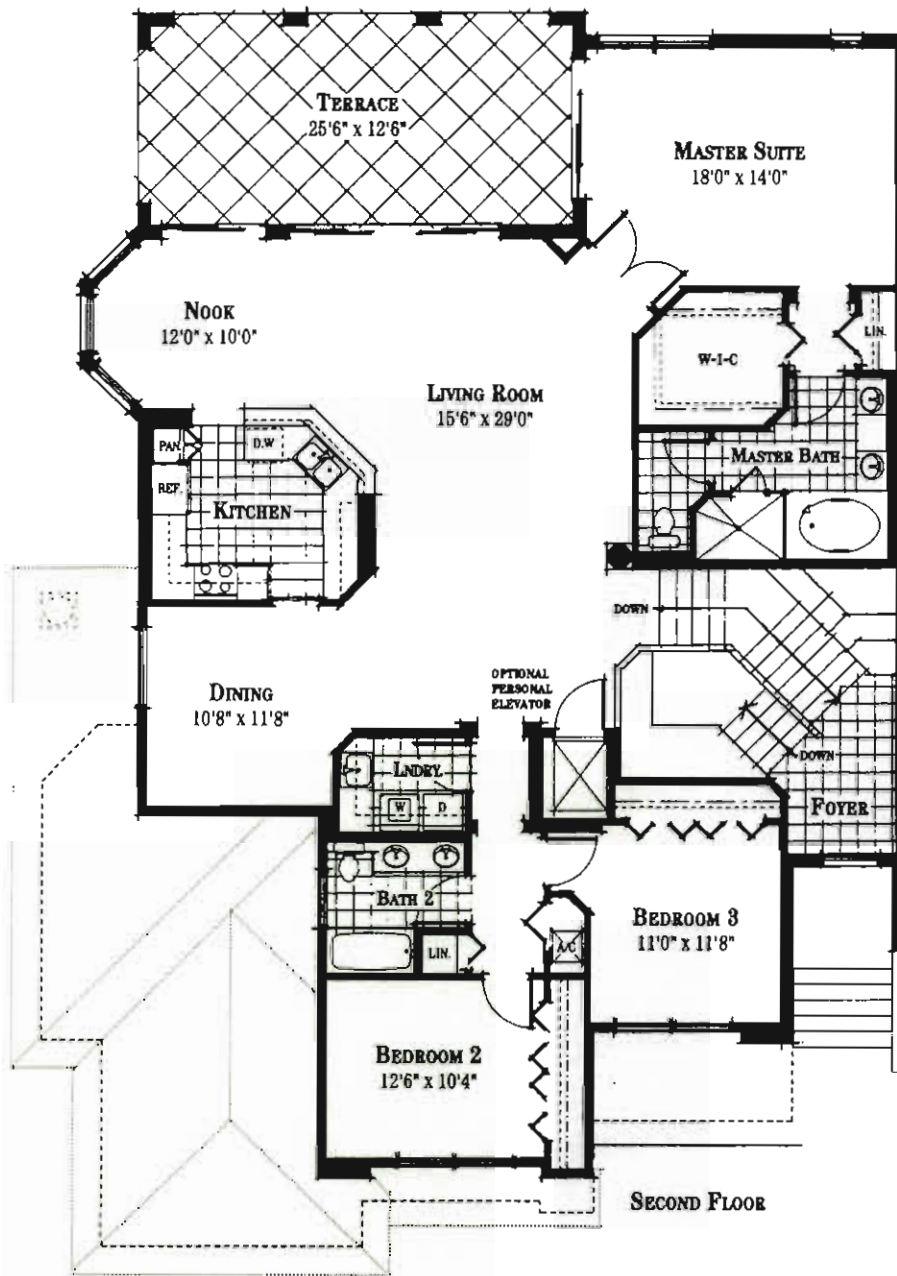 TERRACE
25'6" x 12'6"
MASTER SUITE
18'0" x 14'0"
NOOK
12'0" x 10'0"
W-I-C
LIN.
LIVING ROOM
15'6" x 29'0"
PAN.
D.W
MASTER BATH
REF.
KITCHEN
DOWN
OPTIONAL
PERSONAL
ELEVATOR
DINING
10'8" x 11'8"
DOWN
LNDRY.
W
D
FOYER
BATH 2
BEDROOM 3
11'0" x 11'8"
LIN.
A/C
BEDROOM 2
12'6" x 10'4"
SECOND FLOOR